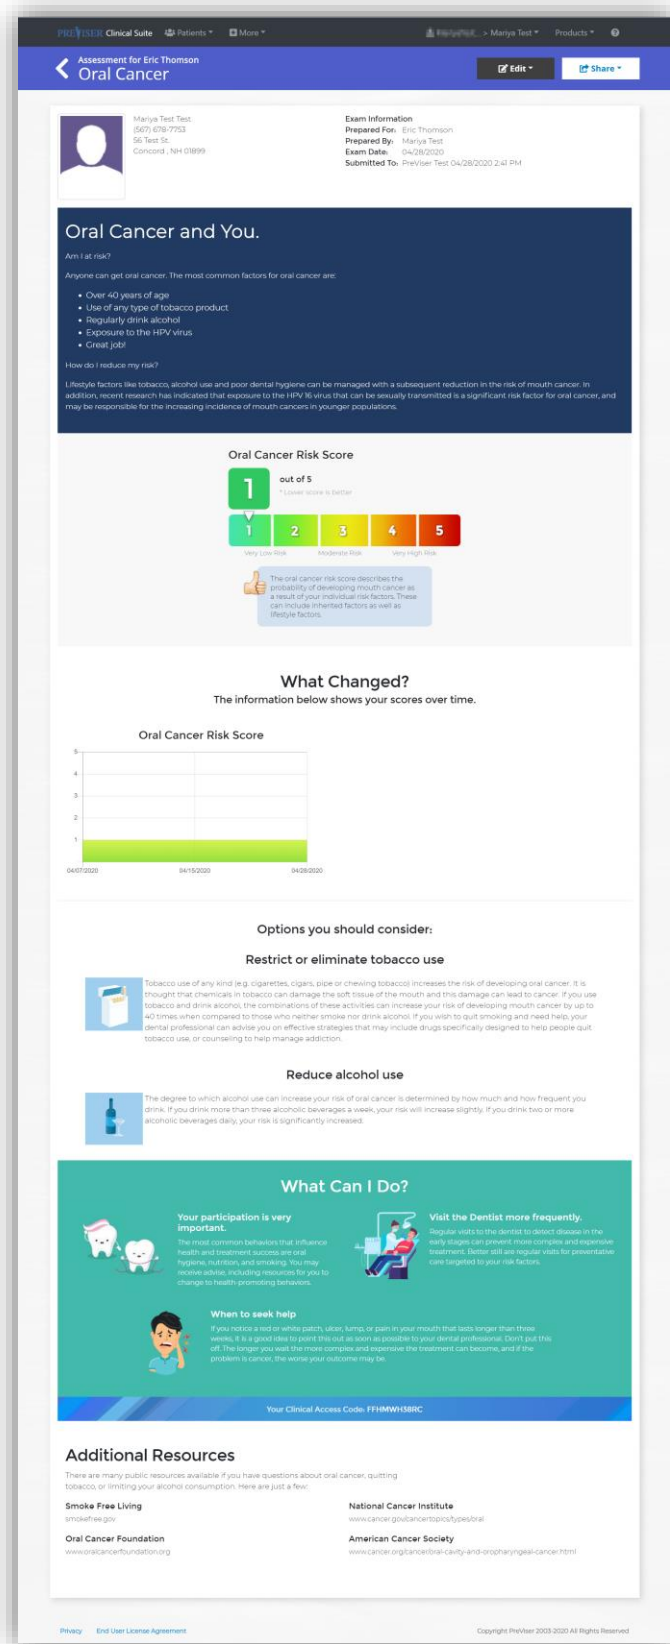 PREVISER Clinical Suite Patients More > Mariya Test Products
Assessment for Eric Thomson
Oral Cancer
Edit Share
Mariya Test Test
(567) 678-7753
56 Test St.
Concord , NH 01899
Exam Information
Prepared For: Eric Thomson
Prepared By: Mariya Test
Exam Date: 04/28/2020
Submitted To: PreViser Test 04/28/2020 2:41 PM
Oral Cancer and You.
Am I at risk?
Anyone can get oral cancer. The most common factors for oral cancer are:
• Over 40 years of age
• Use of any type of tobacco product
• Regularly drink alcohol
• Exposure to the HPV virus
• Great job!
How do I reduce my risk?
Lifestyle factors like tobacco, alcohol use and poor dental hygiene can be managed with a subsequent reduction in the risk of mouth cancer. In
addition, recent research has indicated that exposure to the HPV 16 virus that can be sexually transmitted is a significant risk factor for oral cancer, and
may be responsible for the increasing incidence of mouth cancers in younger populations.
Oral Cancer Risk Score
1 out of 5
* Lower score is better
1 2 3 4 5
Very Low Risk Moderate Risk Very High Risk
The oral cancer risk score describes the
probability of developing mouth cancer as
a result of your individual risk factors. These
can include inherited factors as well as
lifestyle factors.
What Changed?
The information below shows your scores over time.
Oral Cancer Risk Score
5
4
3
2
1
04/07/2020 04/15/2020 04/28/2020
Options you should consider:
Restrict or eliminate tobacco use
Tobacco use of any kind (e.g. cigarettes, cigars, pipe or chewing tobacco) increases the risk of developing oral cancer. It is
thought that chemicals in tobacco can damage the soft tissue of the mouth and this damage can lead to cancer. If you use
tobacco and drink alcohol, the combinations of these activities can increase your risk of developing mouth cancer by up to
40 times when compared to those who neither smoke nor drink alcohol. If you wish to quit smoking and need help, your
dental professional can advise you on effective strategies that may include drugs specifically designed to help people quit
tobacco use, or counseling to help manage addiction.
Reduce alcohol use
The degree to which alcohol use can increase your risk of oral cancer is determined by how much and how frequent you
drink. If you drink more than three alcoholic beverages a week, your risk will increase slightly. If you drink two or more
alcoholic beverages daily, your risk is significantly increased.
What Can I Do?
Your participation is very
important.
The most common behaviors that influence
health and treatment success are oral
hygiene, nutrition, and smoking. You may
receive advise, including resources for you to
change to health-promoting behaviors.
Visit the Dentist more frequently.
Regular visits to the dentist to detect disease in the
early stages can prevent more complex and expensive
treatment. Better still are regular visits for preventative
care targeted to your risk factors.
When to seek help
If you notice a red or white patch, ulcer, lump, or pain in your mouth that lasts longer than three
weeks, it is a good idea to point this out as soon as possible to your dental professional. Don't put this
off. The longer you wait the more complex and expensive the treatment can become, and if the
problem is cancer, the worse your outcome may be.
Your Clinical Access Code: FFHMWH38RC
Additional Resources
There are many public resources available if you have questions about oral cancer, quitting
tobacco, or limiting your alcohol consumption. Here are just a few:
Smoke Free Living
smokefree.gov
National Cancer Institute
www.cancer.gov/cancertopics/types/oral
Oral Cancer Foundation
www.oralcancerfoundation.org
American Cancer Society
www.cancer.org/cancer/oral-cavity-and-oropharyngeal-cancer.html
Privacy End User License Agreement Copyright PreViser 2003-2020 All Rights Reserved